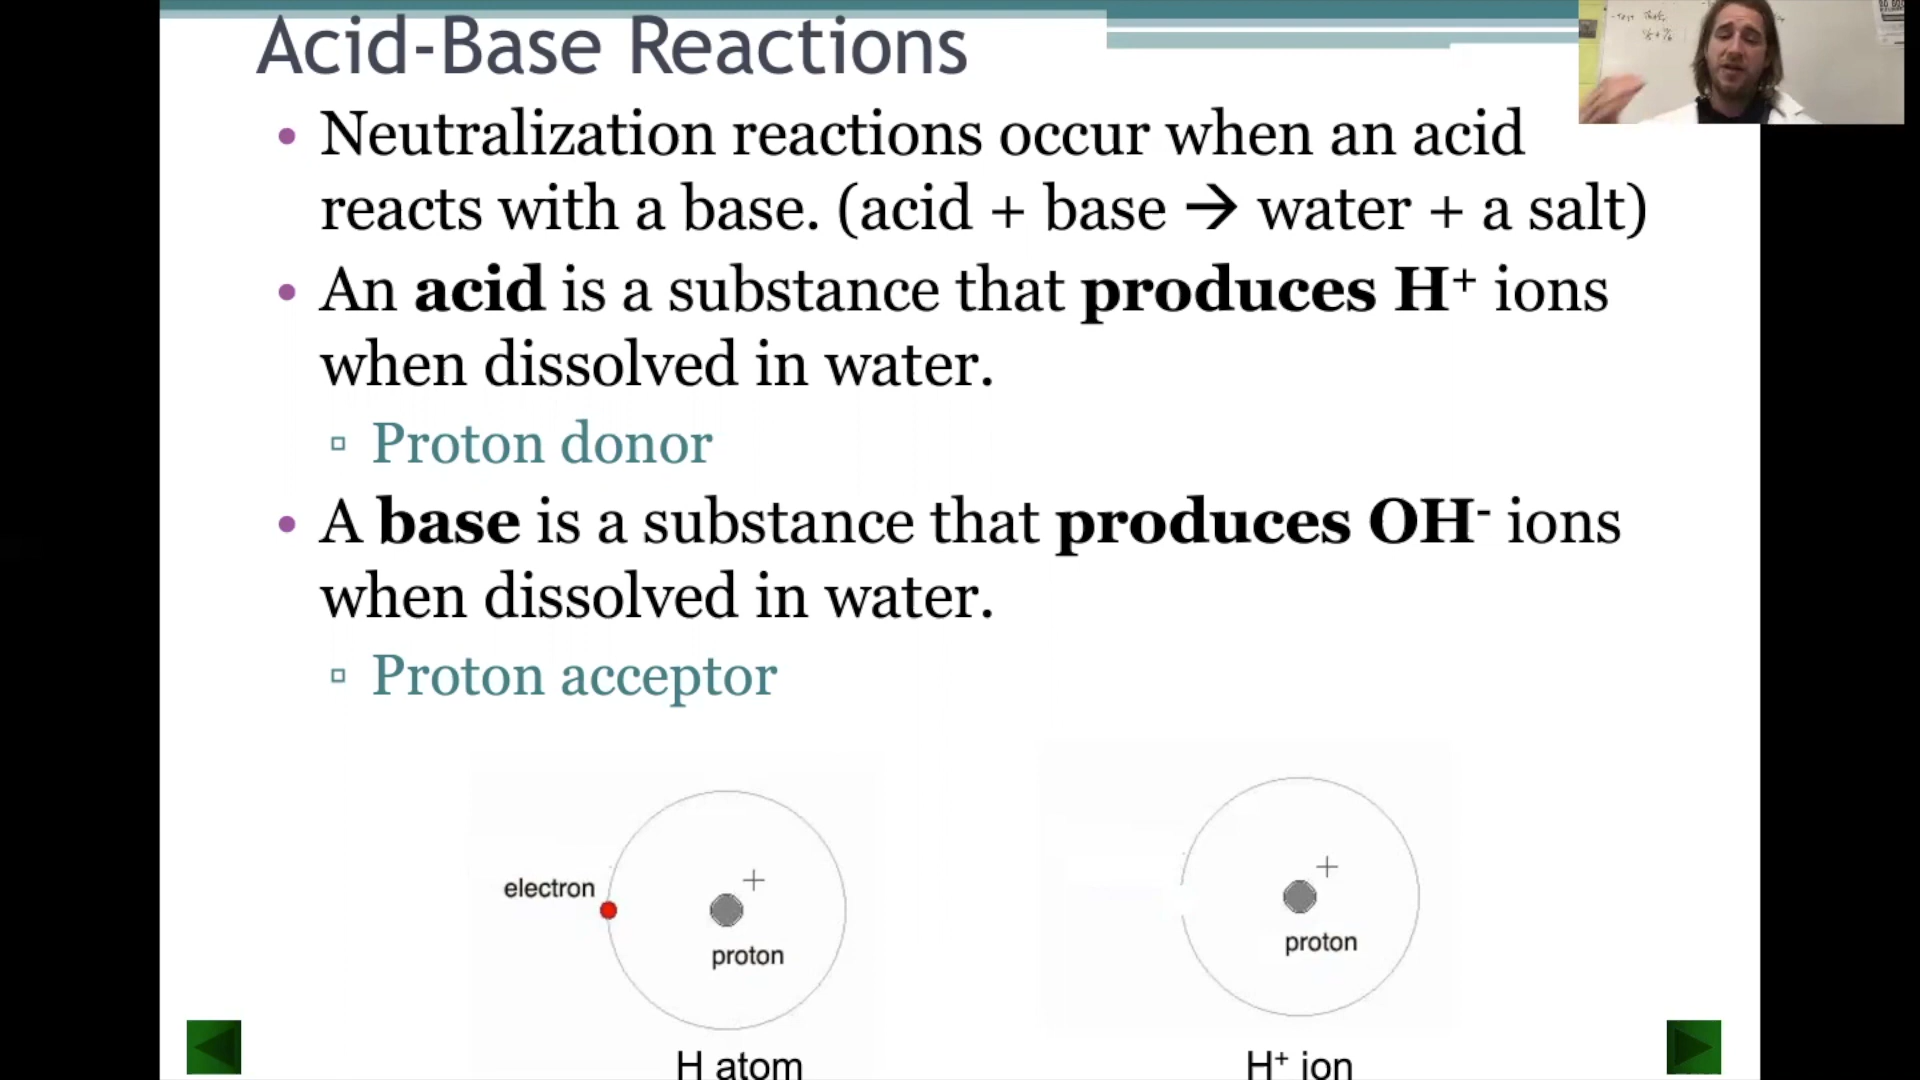 Acid-Base Reactions
• Neutralization reactions occur when an acid
reacts with a base. (acid + base → water + a salt)
• An acid is a substance that produces H⁺ ions
when dissolved in water.
▫ Proton donor
• A base is a substance that produces OH⁻ ions
when dissolved in water.
▫ Proton acceptor
electron
+
proton
H atom
+
proton
H⁺ ion